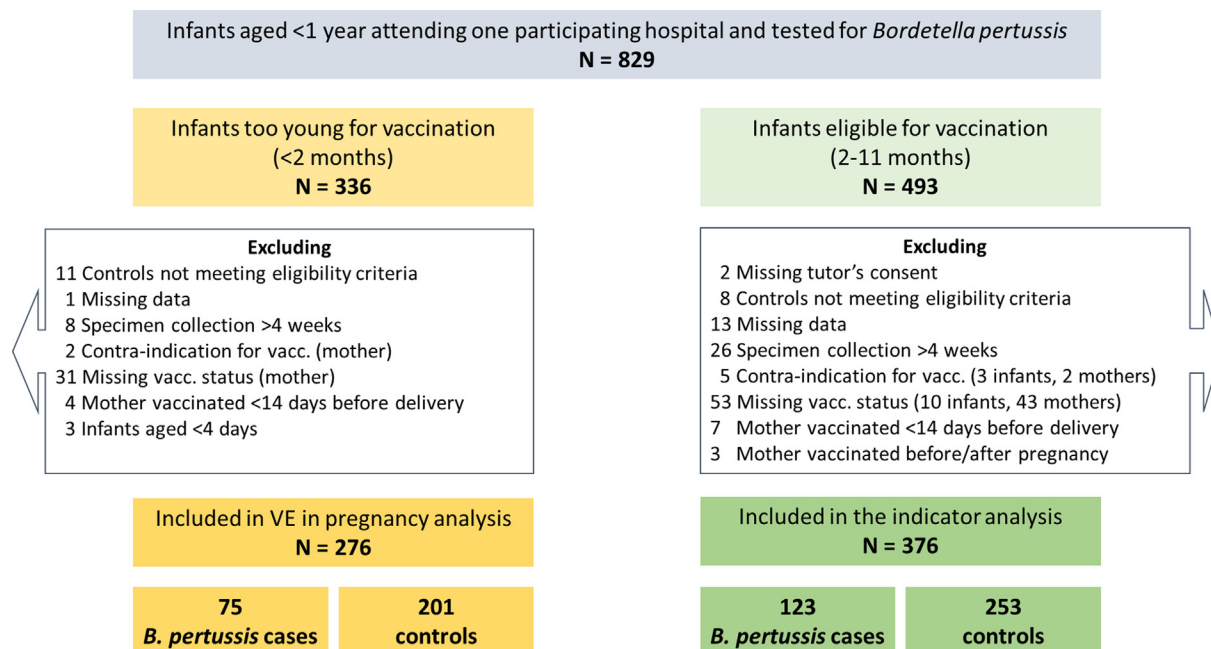 Infants aged <1 year attending one participating hospital and tested for Bordetella pertussis
N = 829
Infants too young for vaccination
(<2 months)
N = 336
Infants eligible for vaccination
(2-11 months)
N = 493
Excluding
11 Controls not meeting eligibility criteria
1 Missing data
8 Specimen collection >4 weeks
2 Contra-indication for vacc. (mother)
31 Missing vacc. status (mother)
4 Mother vaccinated <14 days before delivery
3 Infants aged <4 days
Excluding
2 Missing tutor's consent
8 Controls not meeting eligibility criteria
13 Missing data
26 Specimen collection >4 weeks
5 Contra-indication for vacc. (3 infants, 2 mothers)
53 Missing vacc. status (10 infants, 43 mothers)
7 Mother vaccinated <14 days before delivery
3 Mother vaccinated before/after pregnancy
Included in VE in pregnancy analysis
N = 276
Included in the indicator analysis
N = 376
75
B. pertussis cases
201
controls
123
B. pertussis cases
253
controls